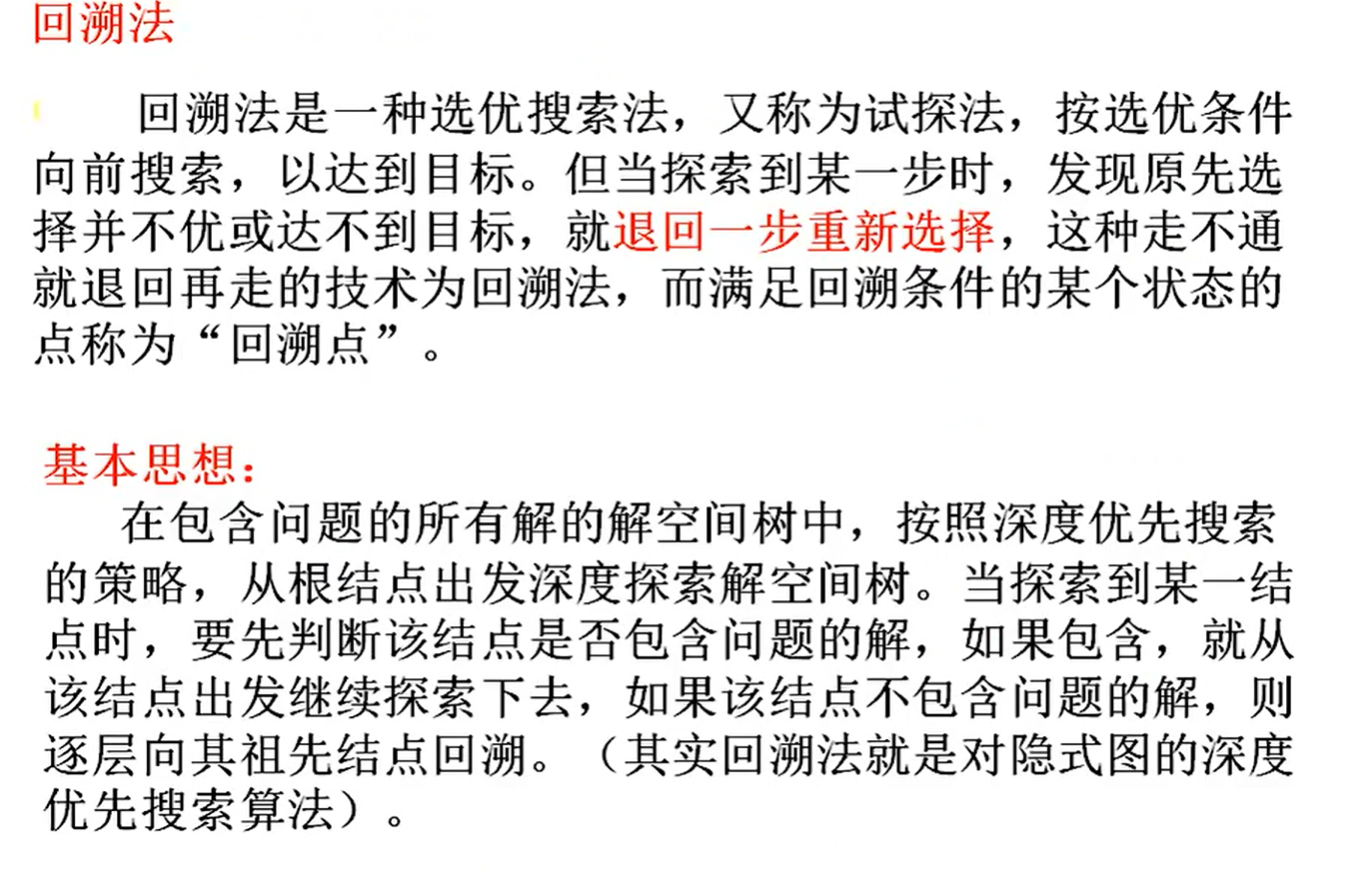 回溯法
回溯法是一种选优搜索法，又称为试探法，按选优条件
向前搜索，以达到目标。但当探索到某一步时，发现原先选
择并不优或达不到目标，就退回一步重新选择，这种走不通
就退回再走的技术为回溯法，而满足回溯条件的某个状态的
点称为“回溯点”。
基本思想：
在包含问题的所有解的解空间树中，按照深度优先搜索
的策略，从根结点出发深度探索解空间树。当探索到某一结
点时，要先判断该结点是否包含问题的解，如果包含，就从
该结点出发继续探索下去，如果该结点不包含问题的解，则
逐层向其祖先结点回溯。（其实回溯法就是对隐式图的深度
优先搜索算法）。